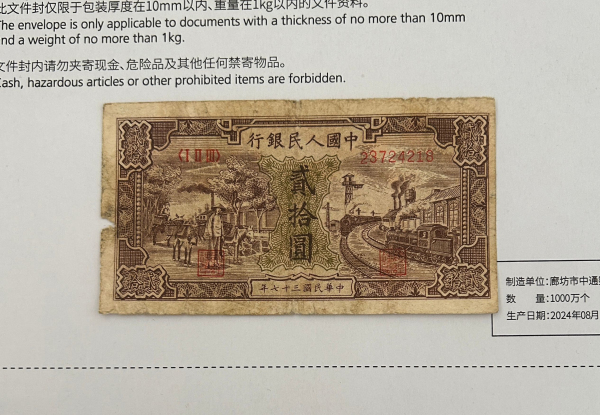 此文件封仅限于包装厚度在10mm以内、重量在1kg以内的文件资料。
The envelope is only applicable to documents with a thickness of no more than 10mm
and a weight of no more than 1kg.
文件封内请勿夹寄现金、危险品及其他任何禁寄物品。
Cash, hazardous articles or other prohibited items are forbidden.
行銀民人國中
〈I II III〉
23724218
貳拾圓
年七十三國民華中
制造单位:廊坊市中通
数 量:1000万个
生产日期:2024年08月